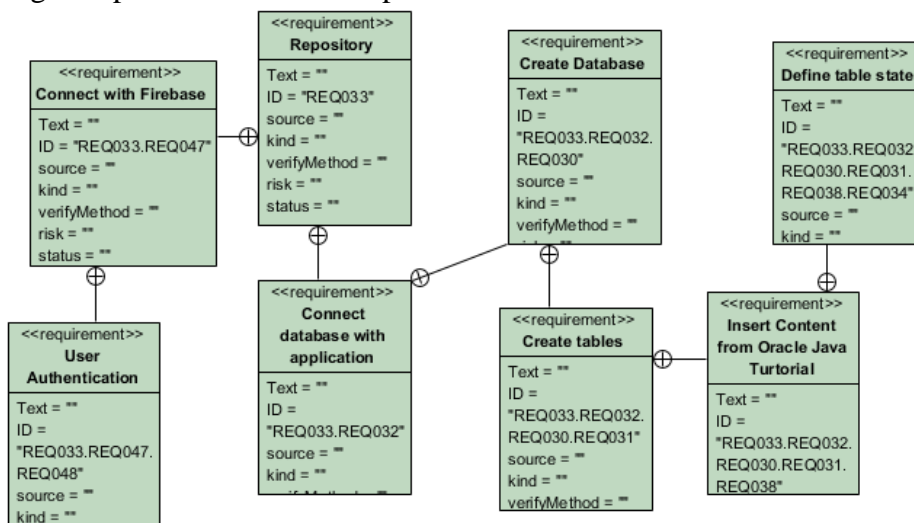 <<requirement>>
Connect with Firebase
Text = ""
ID = "REQ033.REQ047"
source = ""
kind = ""
verifyMethod = ""
risk = ""
status = ""
<<requirement>>
Repository
Text = ""
ID = "REQ033"
source = ""
kind = ""
verifyMethod = ""
risk = ""
status = ""
<<requirement>>
Create Database
Text = ""
ID =
"REQ033.REQ032.
REQ030"
source = ""
kind = ""
verifyMethod = ""
<<requirement>>
Define table state
Text = ""
ID =
"REQ033.REQ032
REQ030.REQ031.
REQ038.REQ034"
source = ""
kind = ""
<<requirement>>
User
Authentication
Text = ""
ID =
"REQ033.REQ047.
REQ048"
source = ""
kind = ""
<<requirement>>
Connect
database with
application
Text = ""
ID =
"REQ033.REQ032"
source = ""
kind = ""
<<requirement>>
Create tables
Text = ""
ID =
"REQ033.REQ032.
REQ030.REQ031"
source = ""
kind = ""
verifyMethod = ""
<<requirement>>
Insert Content
from Oracle Java
Turtorial
Text = ""
ID =
"REQ033.REQ032.
REQ030.REQ031.
REQ038"